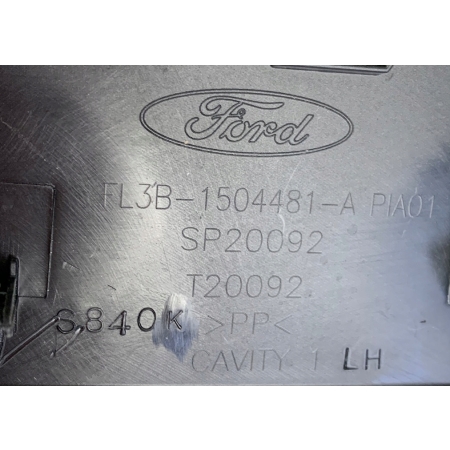 Ford
FL3B-1504481-A PIA01
SP20092
T20092
S840K >PP<
CAVITY 1 LH